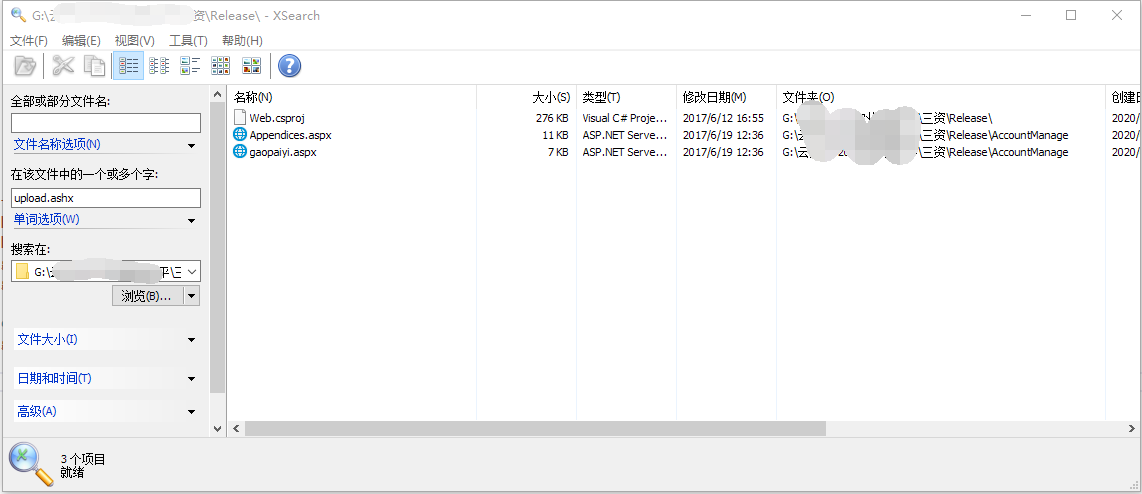 G:\云 资\Release\ - XSearch
文件(F) 编辑(E) 视图(V) 工具(T) 帮助(H)
全部或部分文件名:
文件名称选项(N)
在该文件中的一个或多个字:
upload.ashx
单词选项(W)
搜索在:
G:\云 平\三
浏览(B)...
文件大小(I)
日期和时间(T)
高级(A)
名称(N) 大小(S) 类型(T) 修改日期(M) 文件夹(O) 创建日
Web.csproj 276 KB Visual C# Proje... 2017/6/12 16:55 G:\ \三资\Release\ 2020/
Appendices.aspx 11 KB ASP.NET Serve... 2017/6/19 12:36 G:\云 \三资\Release\AccountManage 2020/
gaopaiyi.aspx 7 KB ASP.NET Serve... 2017/6/19 12:36 G:\云 20 \三资\Release\AccountManage 2020/
3 个项目
就绪